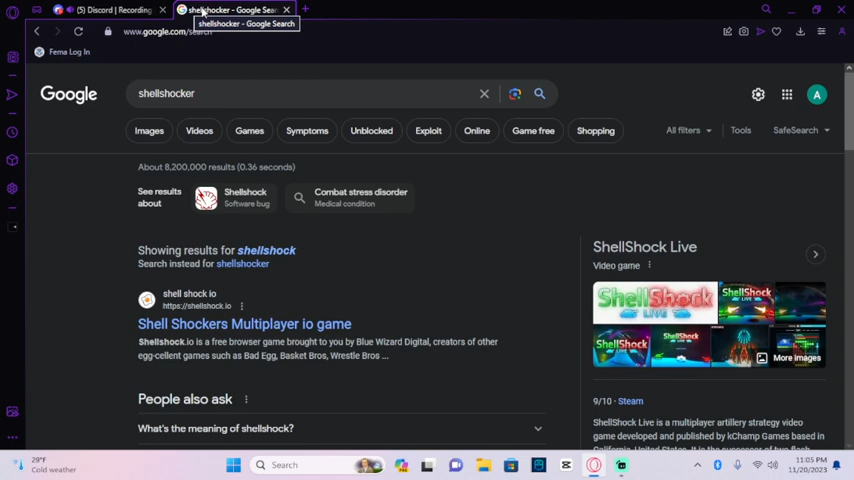 (5) Discord | Recording
shellshocker - Google Sear
shellshocker - Google Search
www.google.com/search
Fema Log In
Google
shellshocker
A
Images
Videos
Games
Symptoms
Unblocked
Exploit
Online
Game free
Shopping
All filters
Tools
SafeSearch
About 8,200,000 results (0.36 seconds)
See results about
Shellshock
Software bug
Combat stress disorder
Medical condition
Showing results for shellshock
Search instead for shellshocker
shell shock io
https://shellshock.io
Shell Shockers Multiplayer io game
Shellshock.io is a free browser game brought to you by Blue Wizard Digital, creators of other
egg-cellent games such as Bad Egg, Basket Bros, Wrestle Bros ...
People also ask
What's the meaning of shellshock?
ShellShock Live
Video game
ShellShock
LIVE
More images
9/10 · Steam
ShellShock Live is a multiplayer artillery strategy video
game developed and published by kChamp Games based in
29°F
Cold weather
Search
11:05 PM
11/20/2023